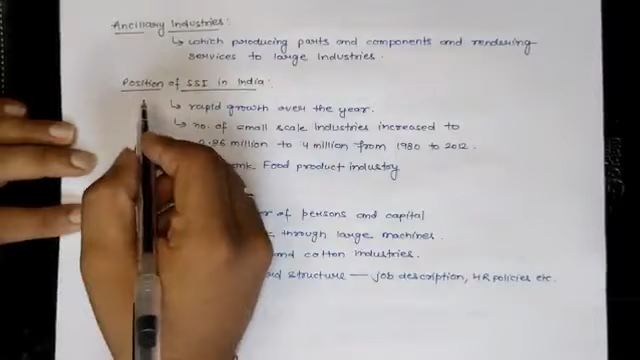 Ancillary Industries:
↳ which producing parts and components and rendering
services to large Industries.
Position of SSI in India:
↳ rapid growth over the year.
↳ no. of small scale Industries increased to
.86 million to 4 million from 1980 to 2012.
Food product industry
of persons and capital
through large machines.
and cotton Industries.
structure — job description, HR policies etc.